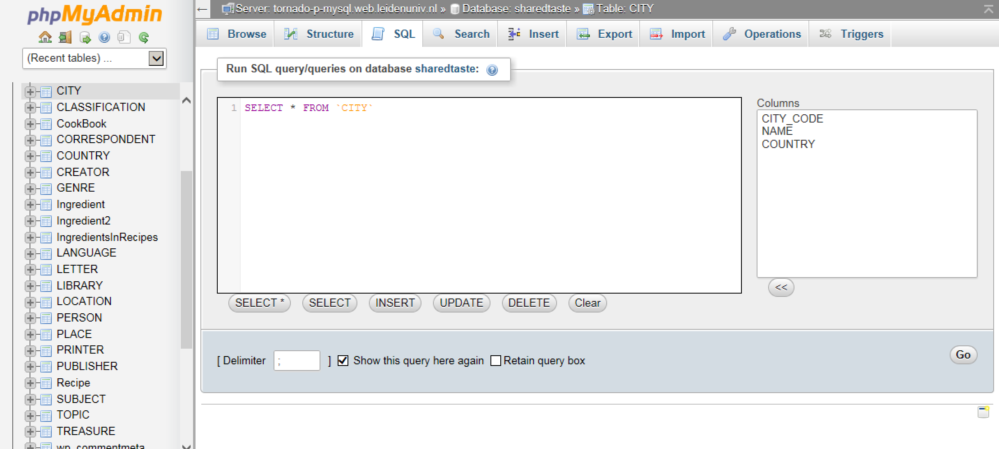 phpMyAdmin
(Recent tables) ...
CITY
CLASSIFICATION
CookBook
CORRESPONDENT
COUNTRY
CREATOR
GENRE
Ingredient
Ingredient2
IngredientsInRecipes
LANGUAGE
LETTER
LIBRARY
LOCATION
PERSON
PLACE
PRINTER
PUBLISHER
Recipe
SUBJECT
TOPIC
TREASURE
wp_commentmeta
← Server: tornado-p-mysql.web.leidenuniv.nl » Database: sharedtaste » Table: CITY
Browse Structure SQL Search Insert Export Import Operations Triggers
Run SQL query/queries on database sharedtaste:
1 SELECT * FROM `CITY`
Columns
CITY_CODE
NAME
COUNTRY
<<
SELECT * SELECT INSERT UPDATE DELETE Clear
[ Delimiter ; ] Show this query here again Retain query box
Go